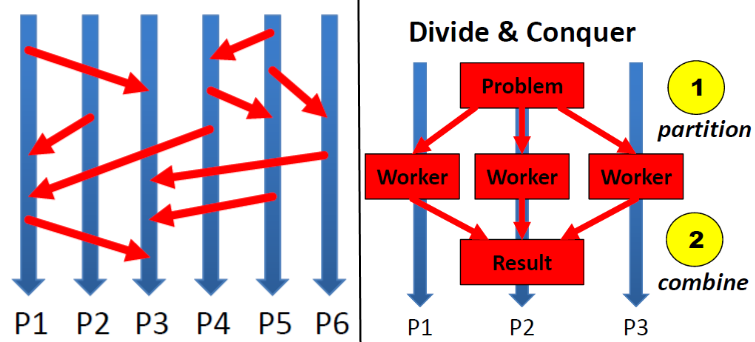 P1 P2 P3 P4 P5 P6
Divide & Conquer
Problem
1
partition
Worker Worker Worker
2
combine
Result
P1 P2 P3